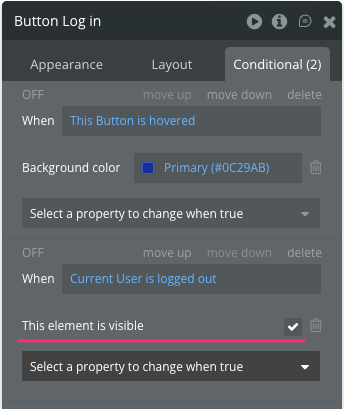 Button Log in
Appearance Layout Conditional (2)
OFF move up move down delete
When This Button is hovered
Background color Primary (#0C29AB)
Select a property to change when true
OFF move up move down delete
When Current User is logged out
This element is visible
Select a property to change when true